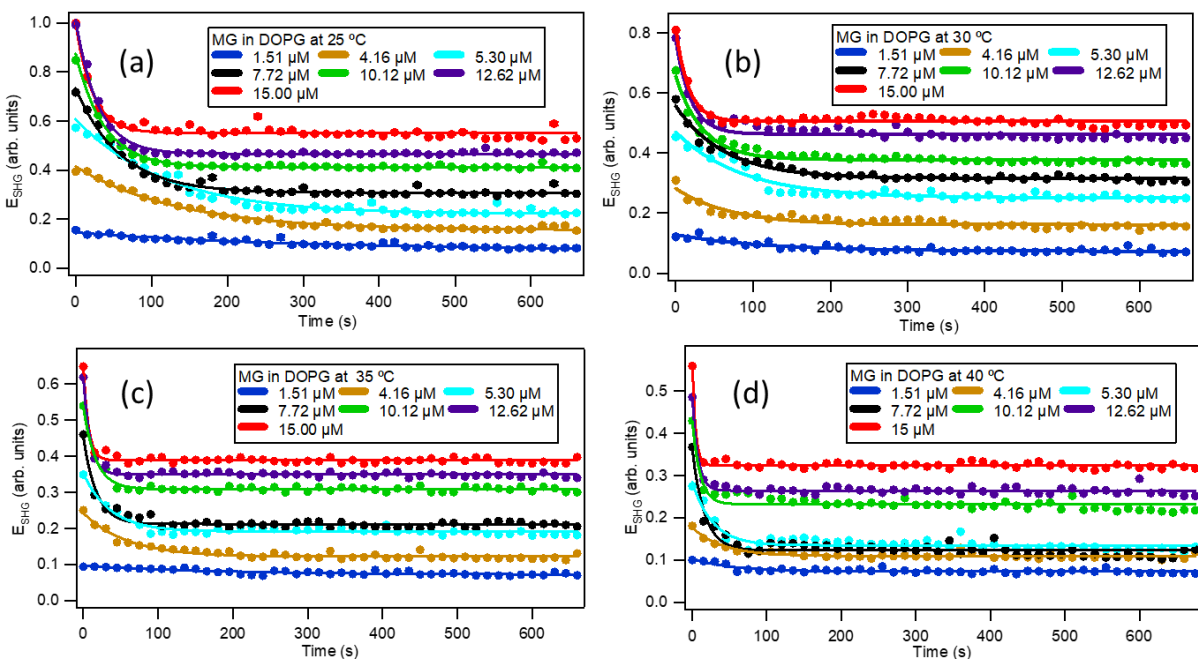 (a)
MG in DOPG at 25 ºC
1.51 µM 4.16 µM 5.30 µM
7.72 µM 10.12 µM 12.62 µM
15.00 µM
E_SHG (arb. units)
1.0
0.8
0.6
0.4
0.2
0.0
0 100 200 300 400 500 600
Time (s)
(b)
MG in DOPG at 30 ºC
1.51 µM 4.16 µM 5.30 µM
7.72 µM 10.12 µM 12.62 µM
15.00 µM
E_SHG (arb. units)
0.8
0.6
0.4
0.2
0.0
0 100 200 300 400 500 600
Time (s)
(c)
MG in DOPG at 35 ºC
1.51 µM 4.16 µM 5.30 µM
7.72 µM 10.12 µM 12.62 µM
15.00 µM
E_SHG (arb. units)
0.6
0.5
0.4
0.3
0.2
0.1
0.0
0 100 200 300 400 500 600
Time (s)
(d)
MG in DOPG at 40 ºC
1.51 µM 4.16 µM 5.30 µM
7.72 µM 10.12 µM 12.62 µM
15 µM
E_SHG (arb. units)
0.5
0.4
0.3
0.2
0.1
0.0
0 100 200 300 400 500 600
Time (s)